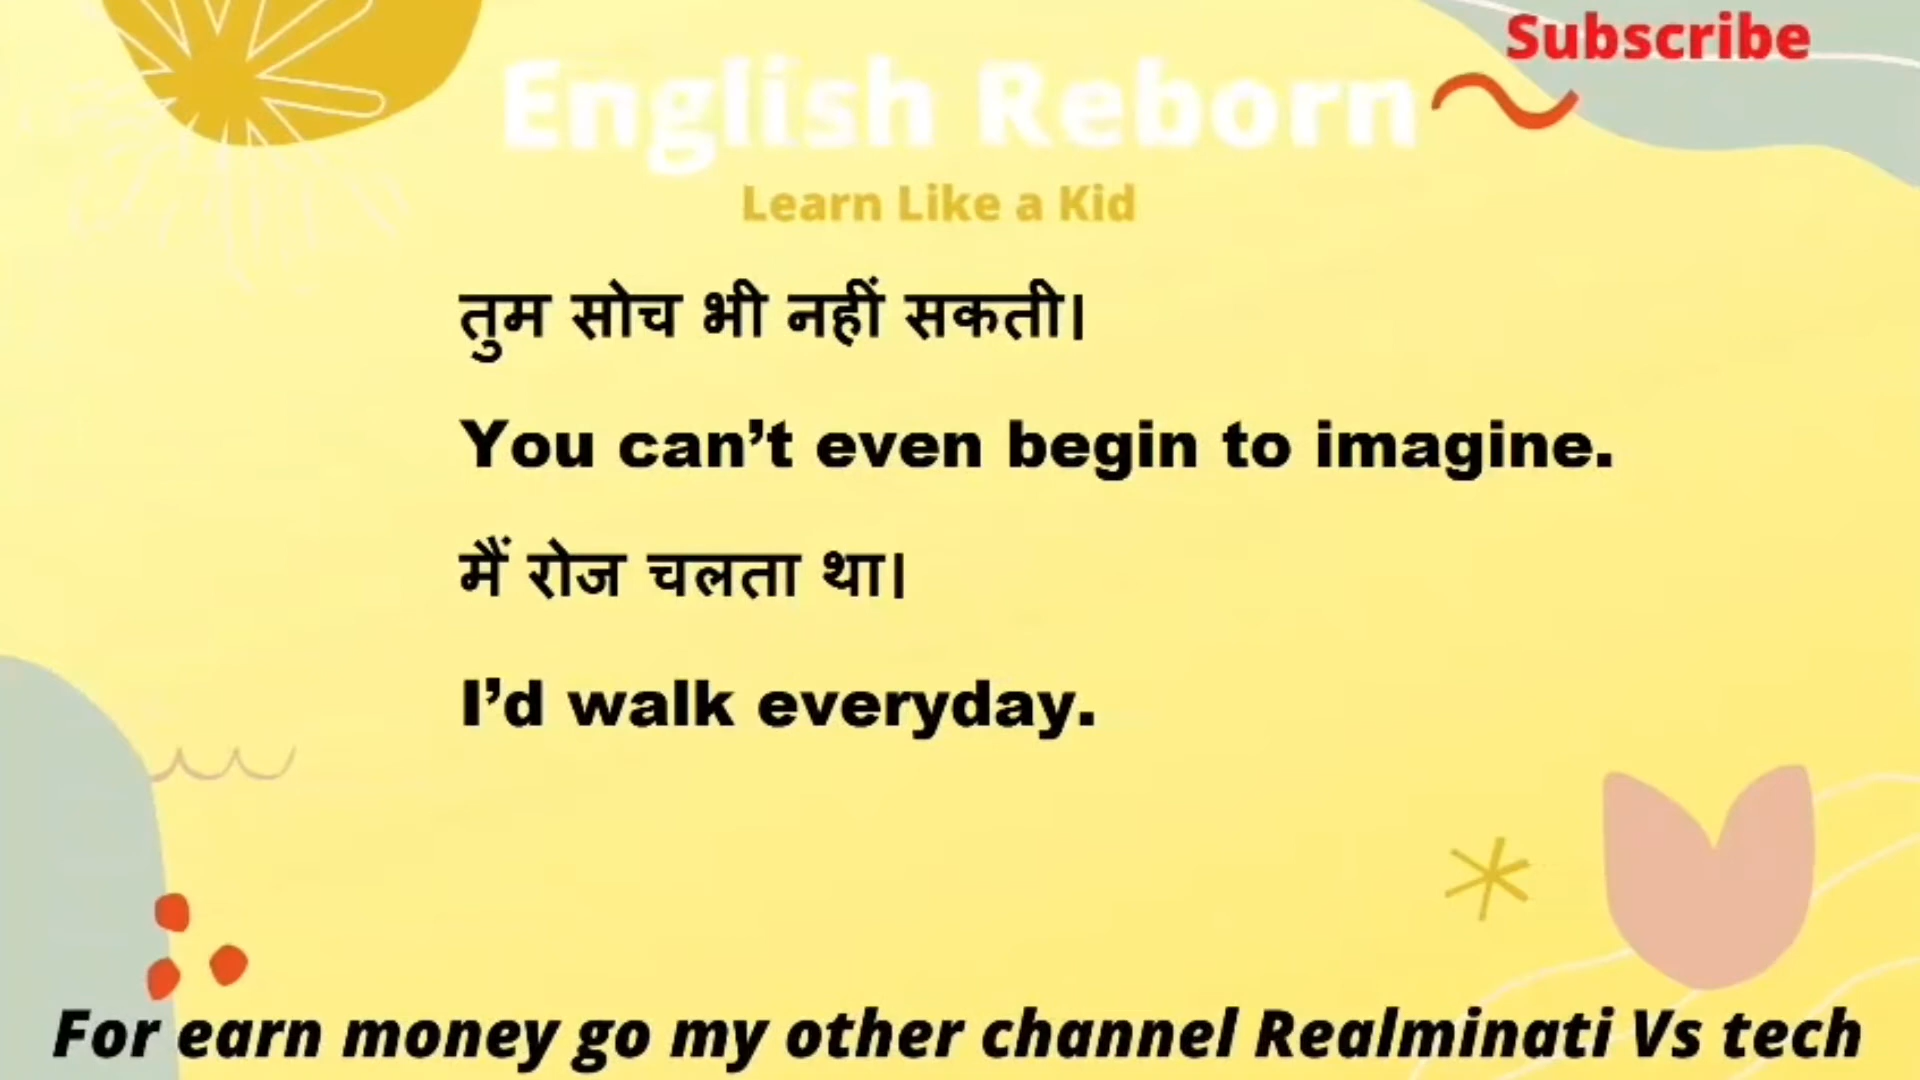 Subscribe
English Reborn
Learn Like a Kid
तुम सोच भी नहीं सकती।
You can’t even begin to imagine.
मैं रोज चलता था।
I’d walk everyday.
For earn money go my other channel Realminati Vs tech